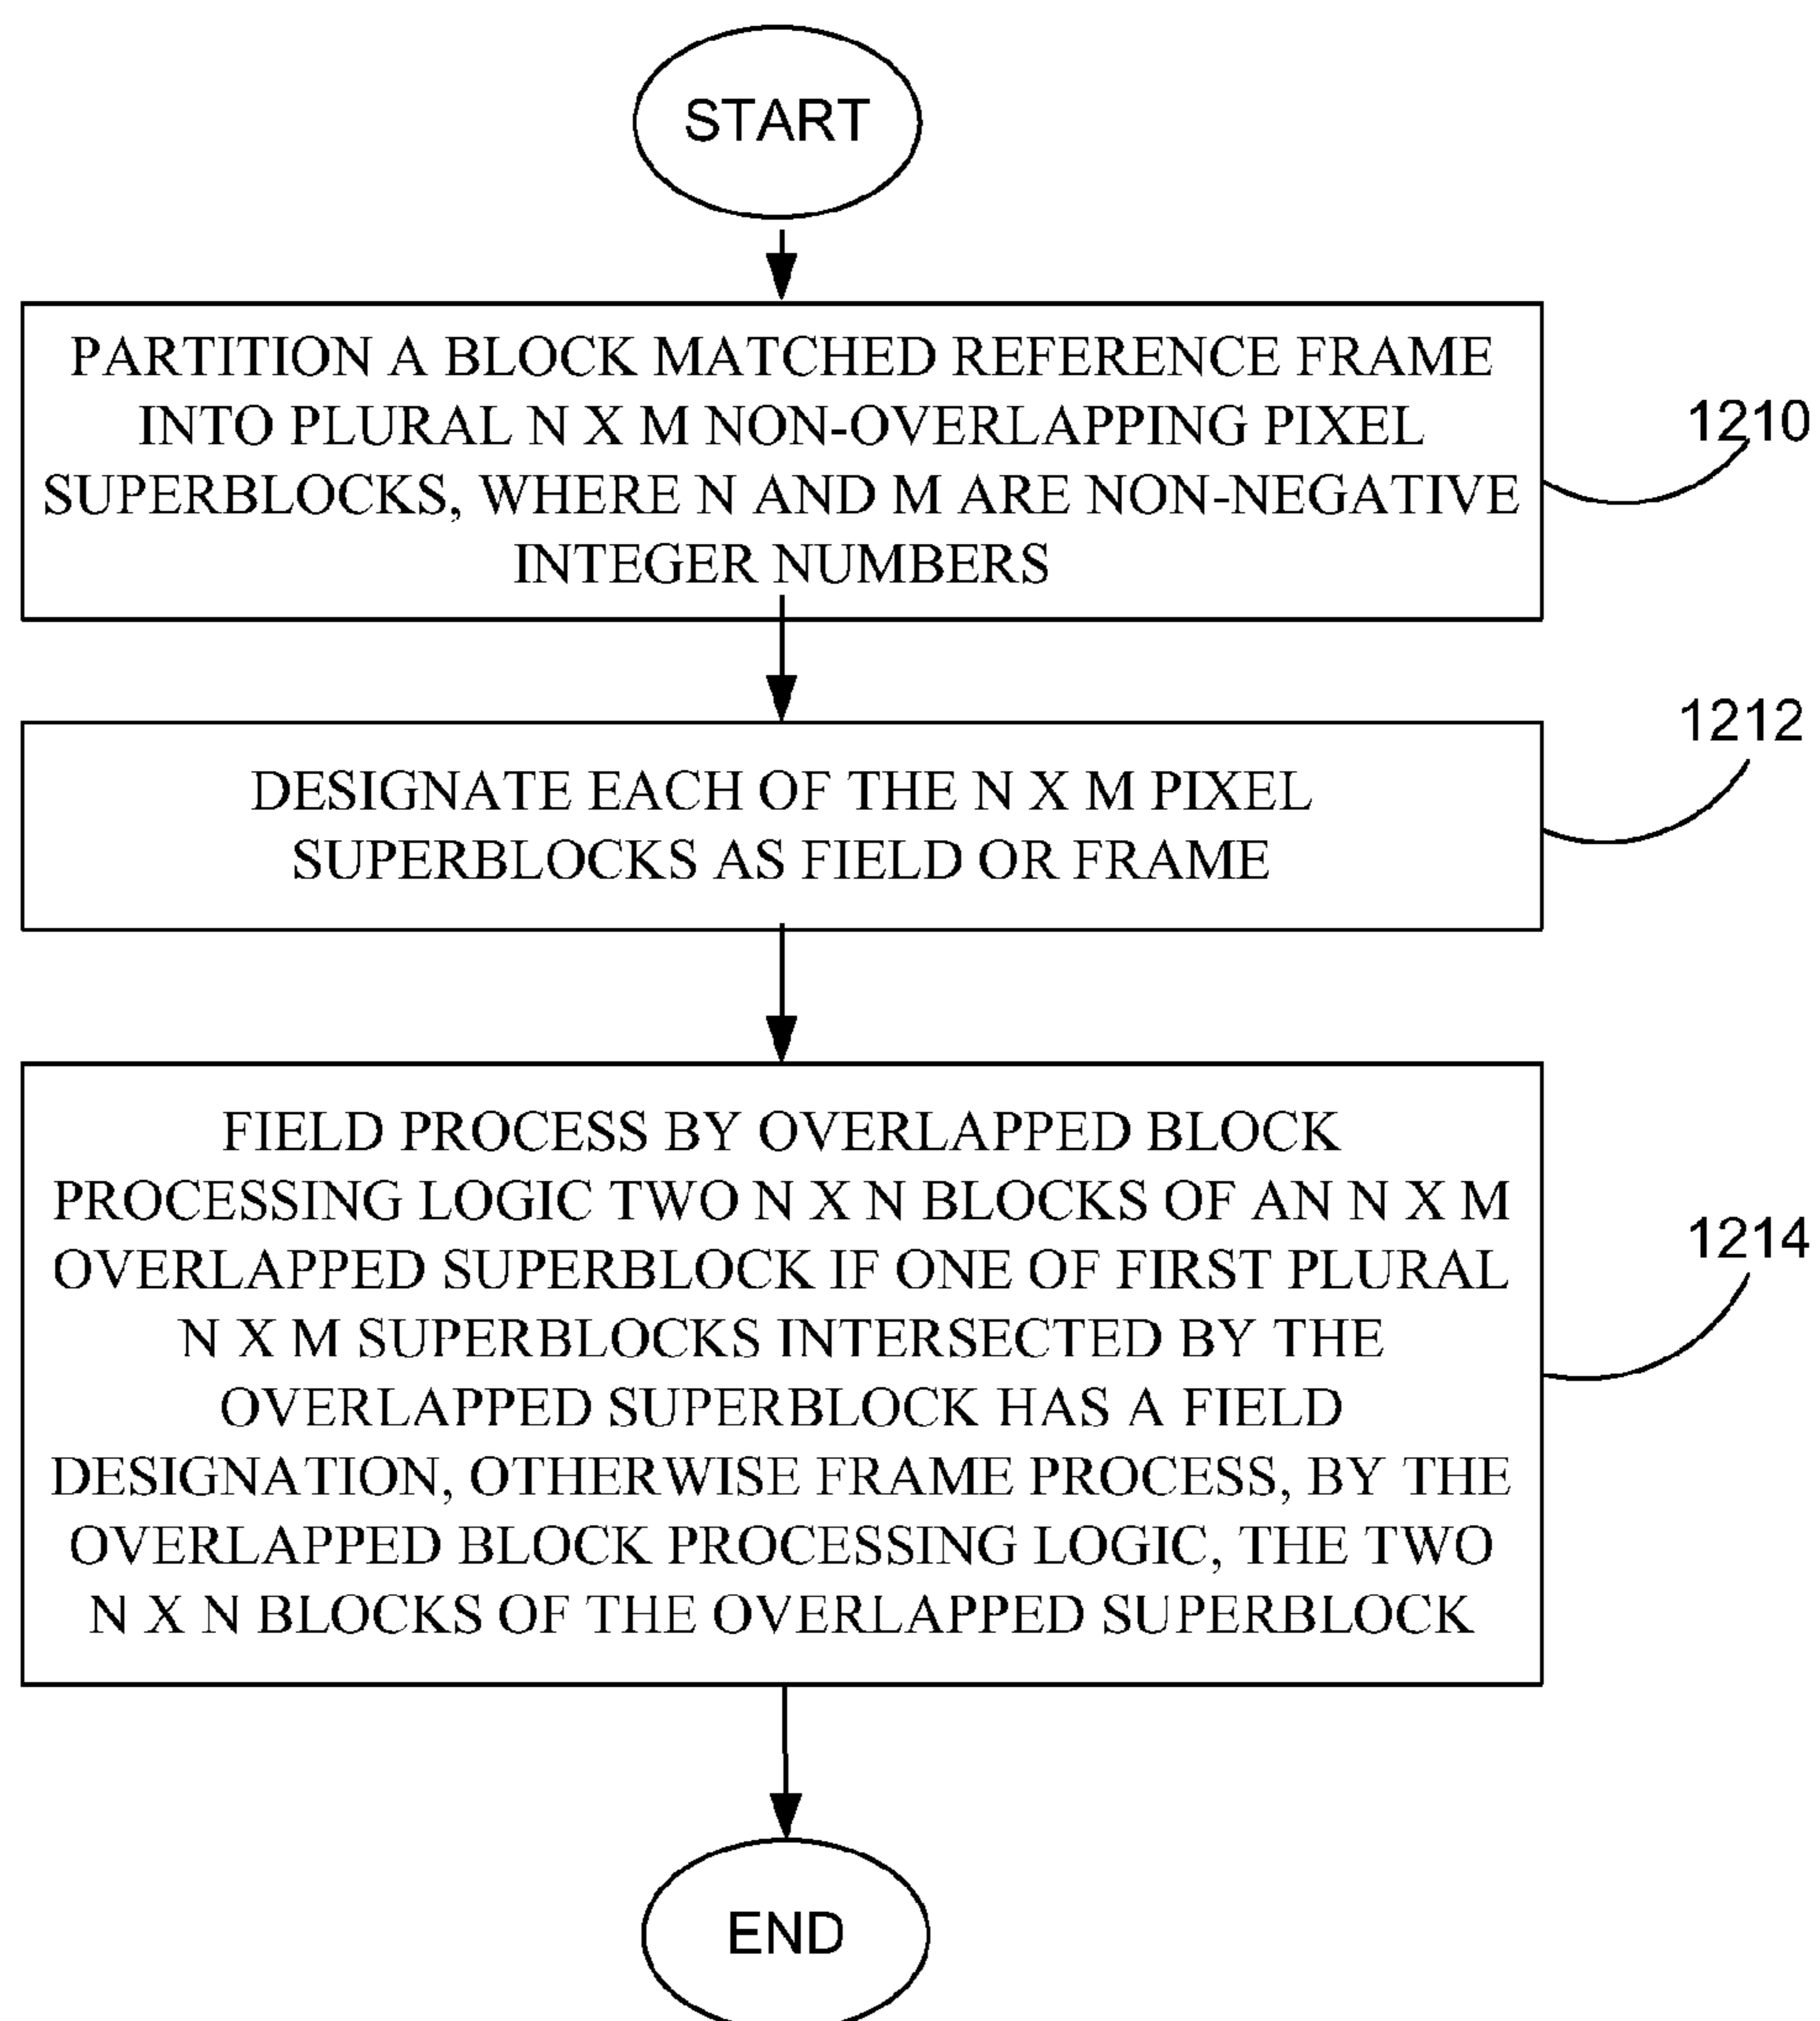 START
PARTITION A BLOCK MATCHED REFERENCE FRAME
INTO PLURAL N X M NON-OVERLAPPING PIXEL
SUPERBLOCKS, WHERE N AND M ARE NON-NEGATIVE
INTEGER NUMBERS
1210
DESIGNATE EACH OF THE N X M PIXEL
SUPERBLOCKS AS FIELD OR FRAME
1212
FIELD PROCESS BY OVERLAPPED BLOCK
PROCESSING LOGIC TWO N X N BLOCKS OF AN N X M
OVERLAPPED SUPERBLOCK IF ONE OF FIRST PLURAL
N X M SUPERBLOCKS INTERSECTED BY THE
OVERLAPPED SUPERBLOCK HAS A FIELD
DESIGNATION, OTHERWISE FRAME PROCESS, BY THE
OVERLAPPED BLOCK PROCESSING LOGIC, THE TWO
N X N BLOCKS OF THE OVERLAPPED SUPERBLOCK
1214
END